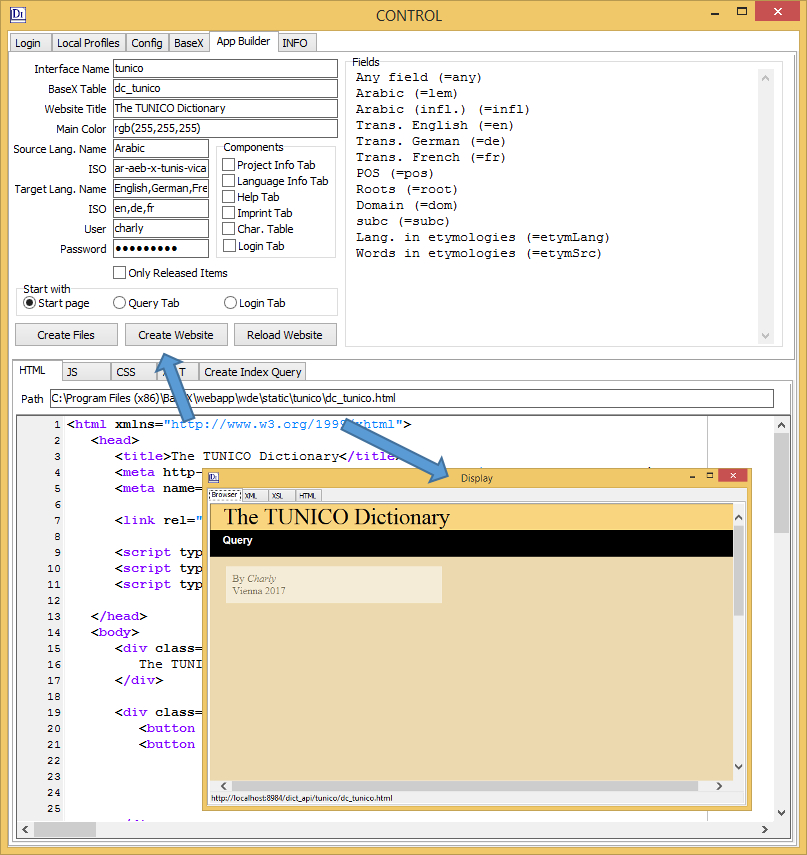 CONTROL
Login Local Profiles Config BaseX App Builder INFO
Interface Name tunico
BaseX Table dc_tunico
Website Title The TUNICO Dictionary
Main Color rgb(255,255,255)
Source Lang. Name Arabic
ISO ar-aeb-x-tunis-vica
Target Lang. Name English,German,Fre
ISO en,de,fr
User charly
Password ●●●●●●●●●
Components
Project Info Tab
Language Info Tab
Help Tab
Imprint Tab
Char. Table
Login Tab
Only Released Items
Start with
Start page Query Tab Login Tab
Create Files Create Website Reload Website
Fields
Any field (=any)
Arabic (=lem)
Arabic (infl.) (=infl)
Trans. English (=en)
Trans. German (=de)
Trans. French (=fr)
POS (=pos)
Roots (=root)
Domain (=dom)
subc (=subc)
Lang. in etymologies (=etymLang)
Words in etymologies (=etymSrc)
HTML JS CSS Create Index Query
Path C:\Program Files (x86)\BaseX\webapp\wde\static\tunico\dc_tunico.html
1 <html xmlns="http://www.w3.org/1999/xhtml">
2 <head>
3 <title>The TUNICO Dictionary</title>
4 <meta http-
5 <meta name=
6
7 <link rel="
8
9 <script typ
10 <script typ
11 <script typ
12
13 </head>
14 <body>
15 <div class=
16 The TUNI
17 </div>
18
19 <div class=
20 <button
21 <button
22
23
24
25
Display
Browser XML XSL HTML
The TUNICO Dictionary
Query
By Charly
Vienna 2017
http://localhost:8984/dict_api/tunico/dc_tunico.html